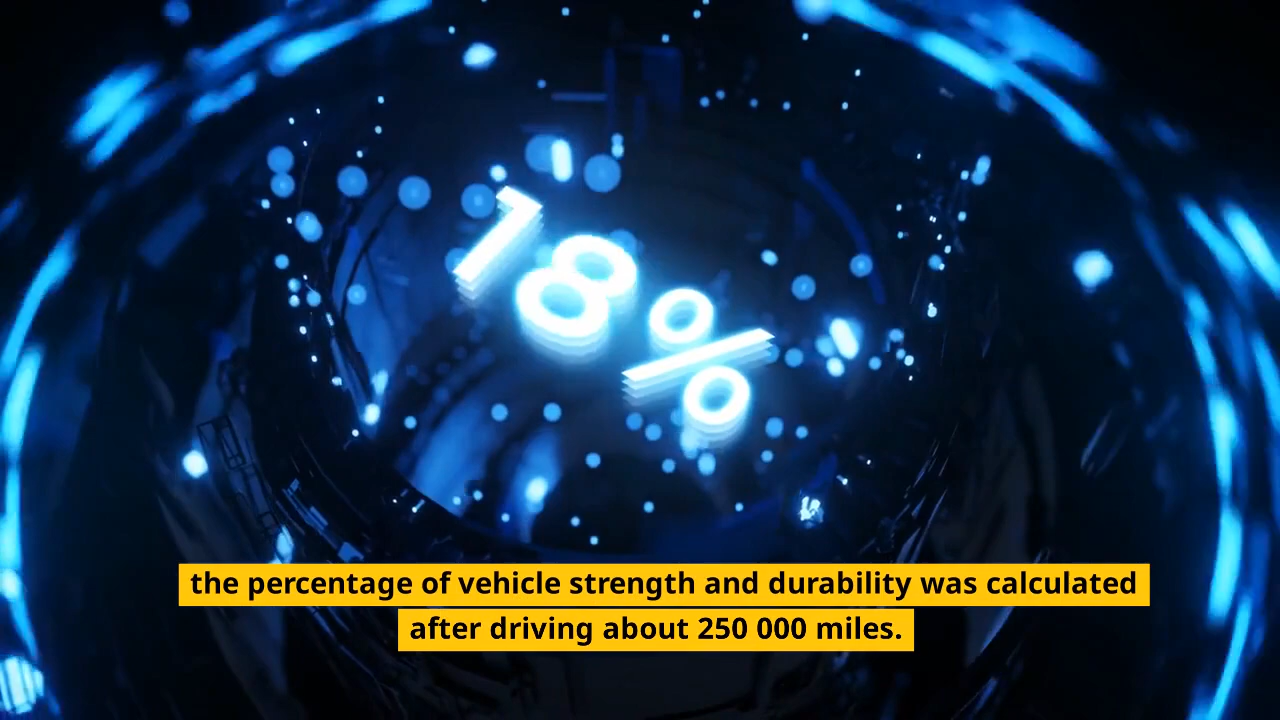 18%
the percentage of vehicle strength and durability was calculated
after driving about 250 000 miles.